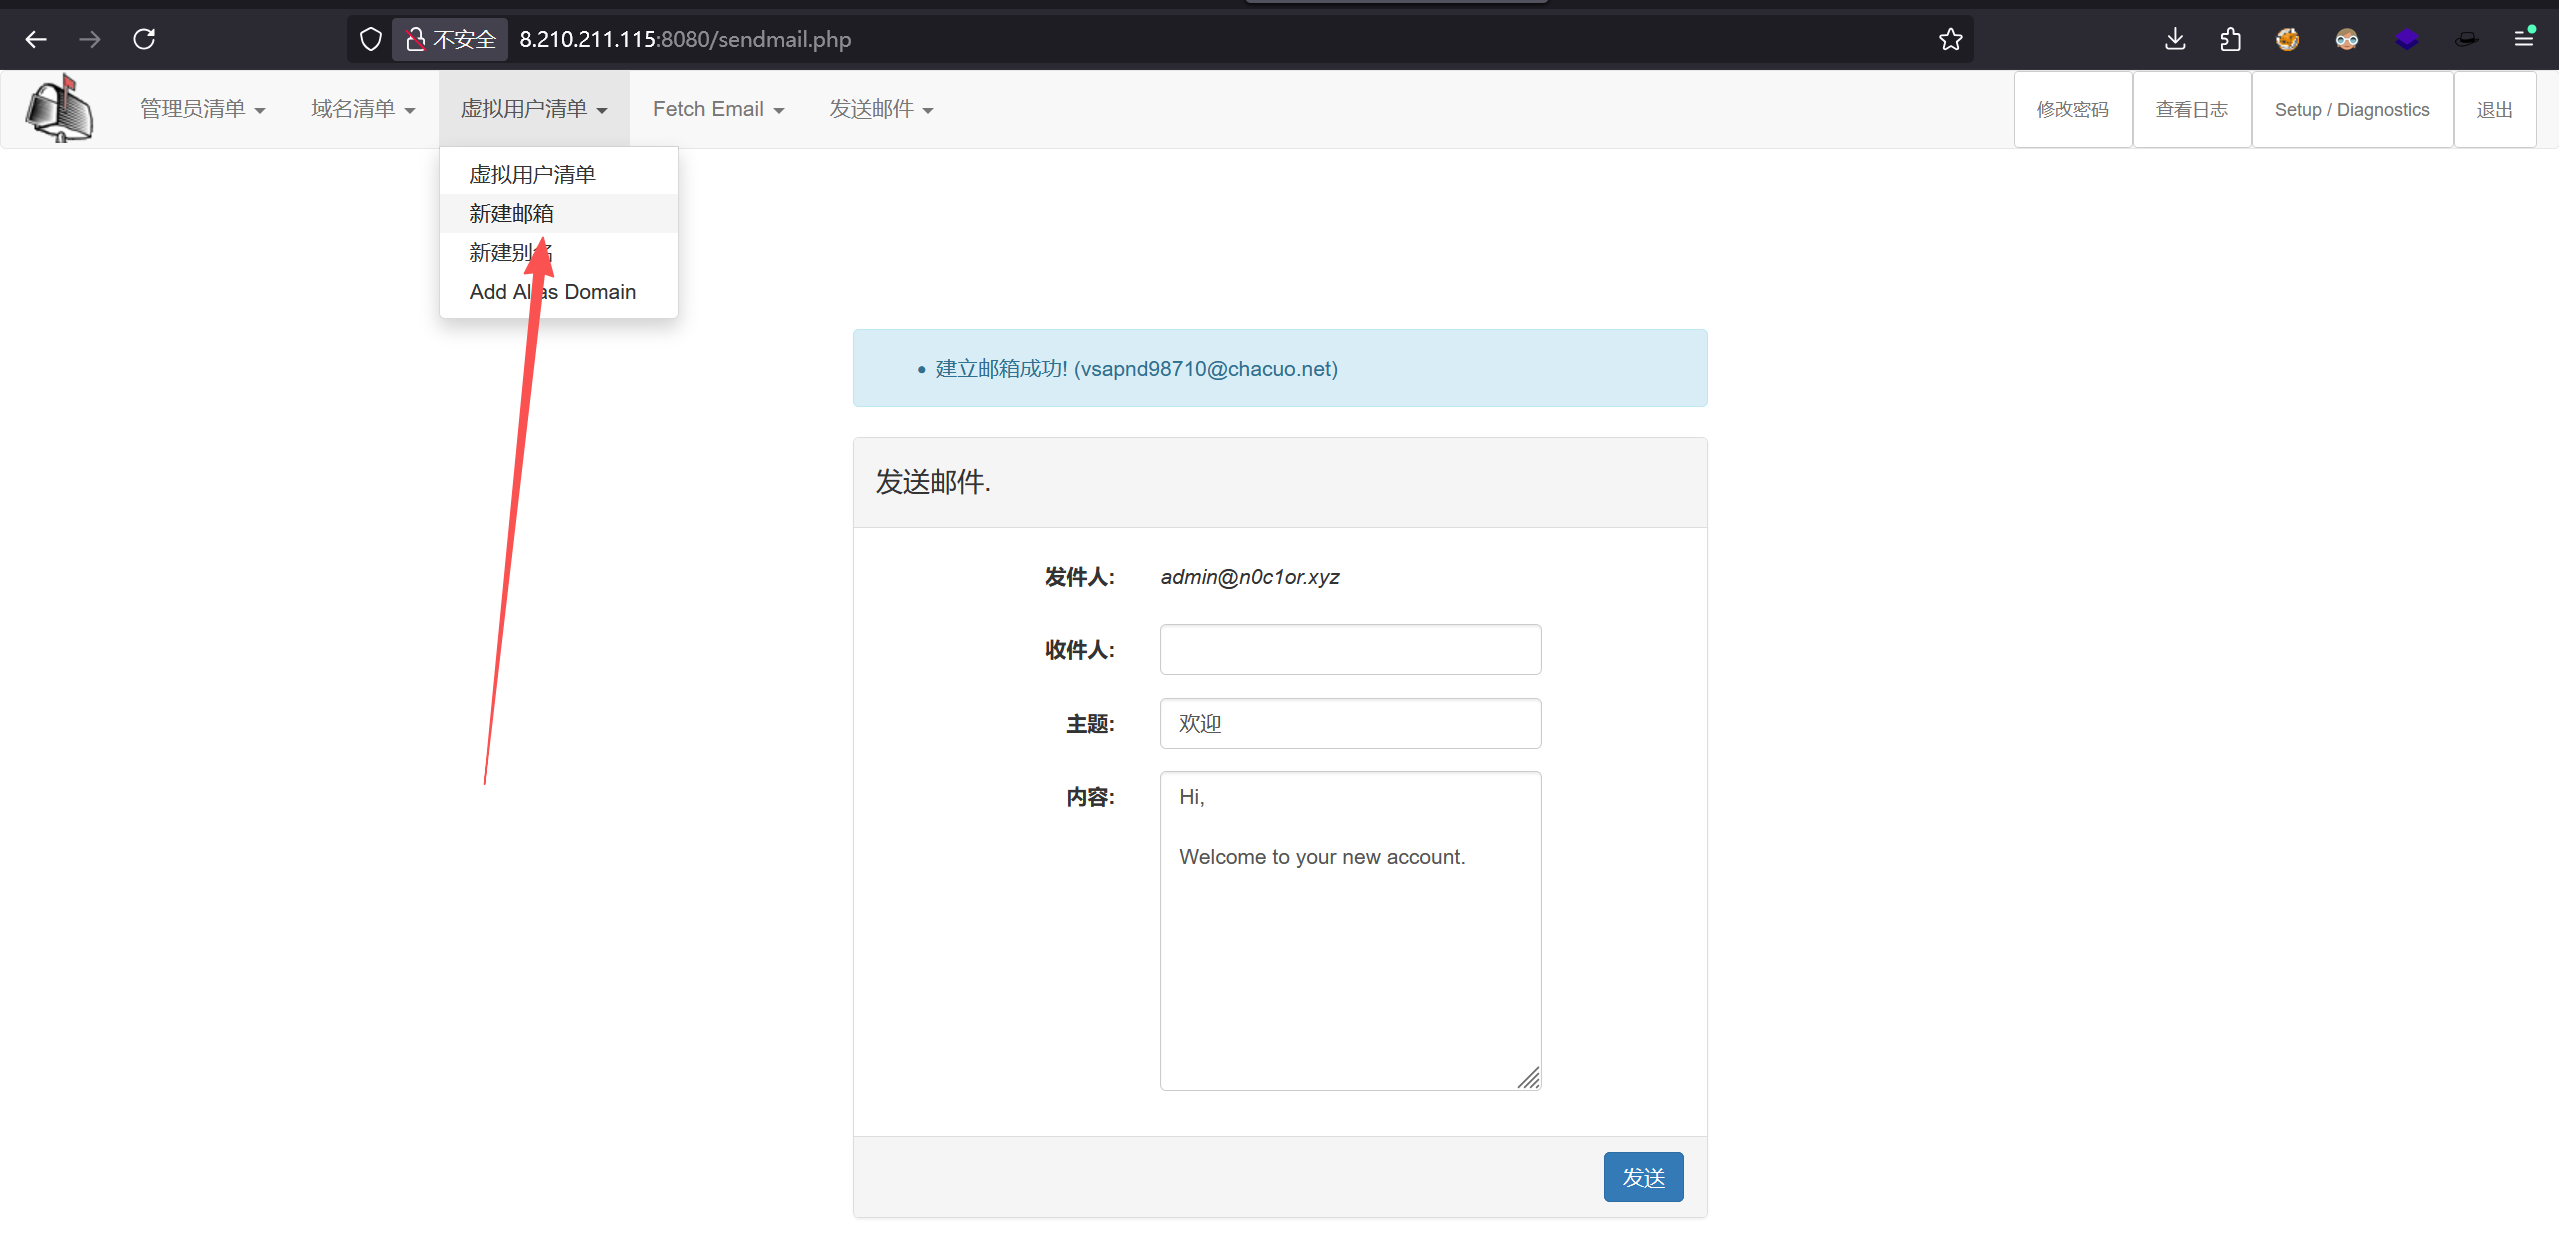 不安全 8.210.211.115:8080/sendmail.php
管理员清单 域名清单 虚拟用户清单 Fetch Email 发送邮件 修改密码 查看日志 Setup / Diagnostics 退出
虚拟用户清单
新建邮箱
新建别名
Add Alias Domain
建立邮箱成功! (vsapnd98710@chacuo.net)
发送邮件.
发件人: admin@n0c1or.xyz
收件人:
主题: 欢迎
内容: Hi,
Welcome to your new account.
发送